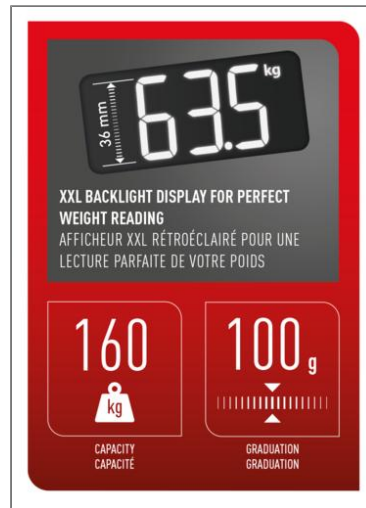 36 mm
63.5 kg
XXL BACKLIGHT DISPLAY FOR PERFECT
WEIGHT READING
AFFICHEUR XXL RÉTROÉCLAIRÉ POUR UNE
LECTURE PARFAITE DE VOTRE POIDS
160
kg
CAPACITY
CAPACITÉ
100 g
GRADUATION
GRADUATION